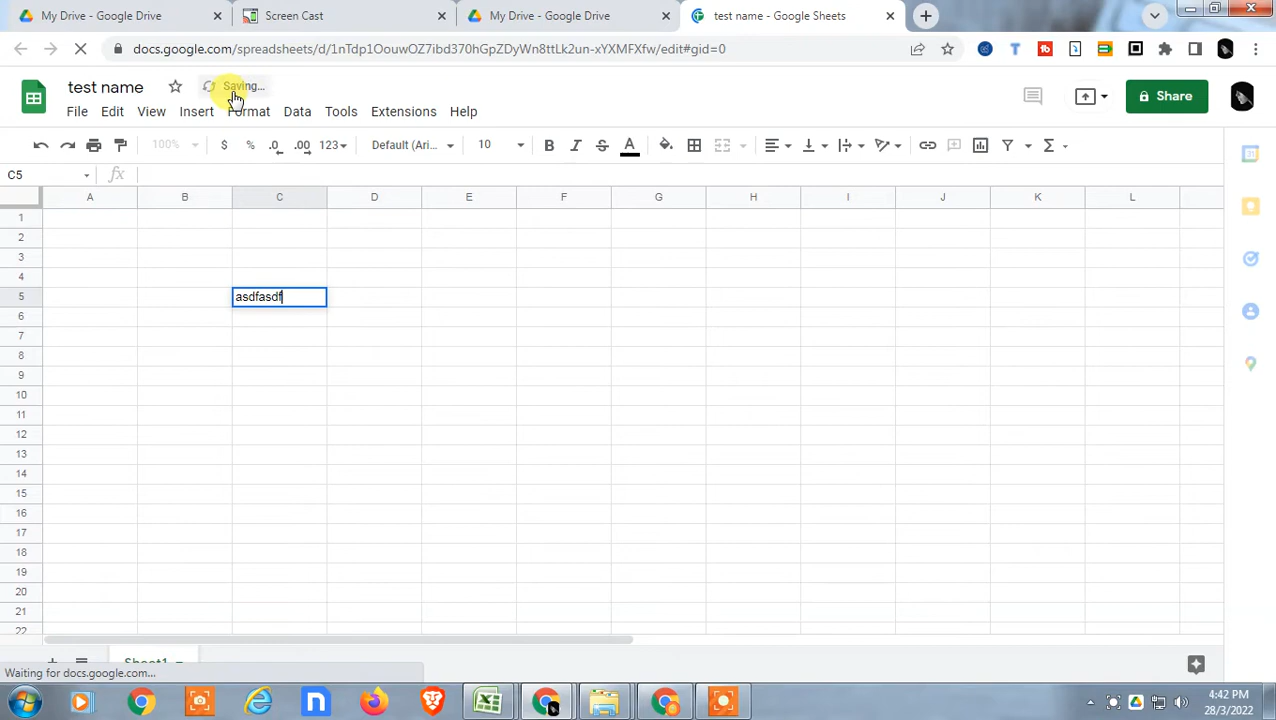 My Drive - Google Drive
Screen Cast
My Drive - Google Drive
test name - Google Sheets
docs.google.com/spreadsheets/d/1nTdp1OouwOZ7ibd370hGpZDyWn8ttLk2un-xYXMFXfw/edit#gid=0
test name
Saving...
File Edit View Insert Format Data Tools Extensions Help
Share
100% $ % .0 .00 123 Default (Ari... 10 B I S A Σ
C5 fx
A B C D E F G H I J K L
1
2
3
4
5 asdfasdf
6
7
8
9
10
11
12
13
14
15
16
17
18
19
20
21
22
Sheet1
Waiting for docs.google.com...
4:42 PM
28/3/2022